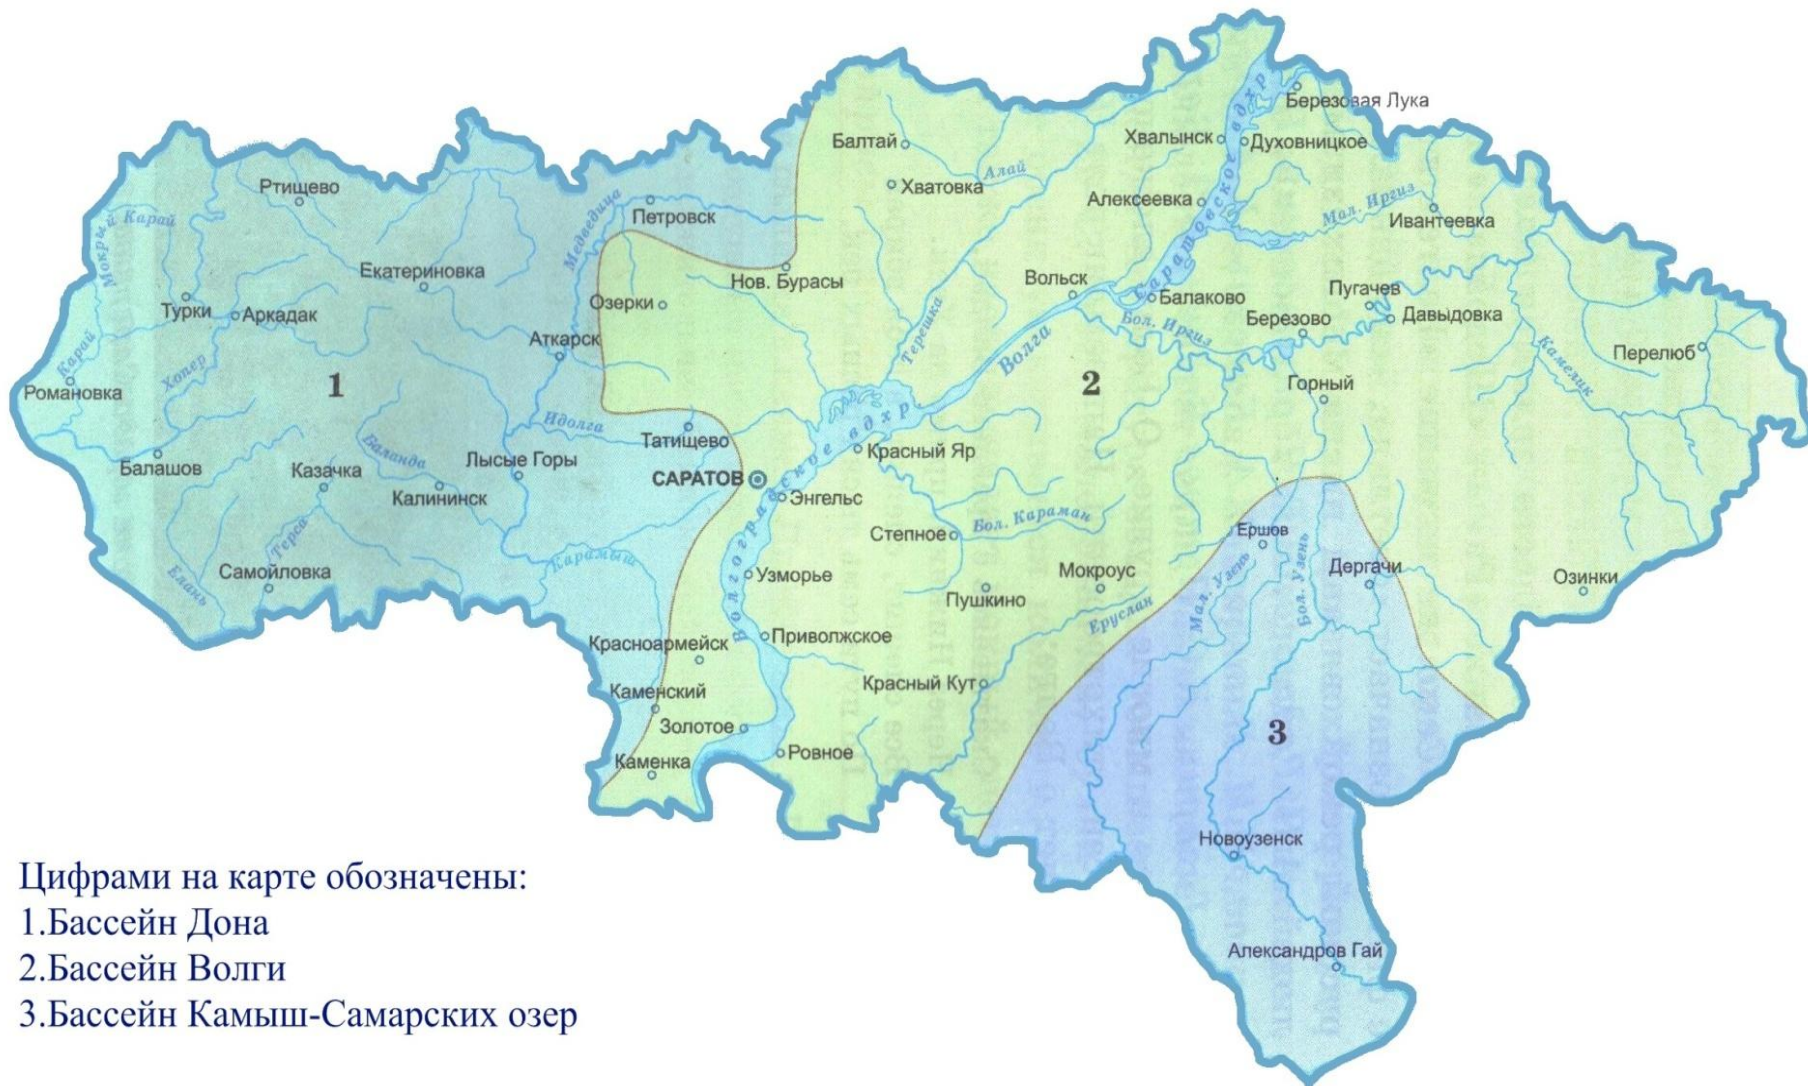 Березовая Лука
Балтай
Хвалынск
Духовницкое
Саратовское вдхр.
Алай
Ртищево
Хватовка
Алексеевка
Мал. Иргиз
Ивантеевка
Мокрый Карай
Медведица
Петровск
Екатериновка
Нов. Бурасы
Вольск
Балаково
Пугачев
Озерки
Турки
Аркадак
Терешка
Волга
Бол. Иргиз
Березово
Давыдовка
Аткарск
Карай
Хопер
Камелик
Перелюб
Романовка
1
2
Горный
Идолга
Татищево
Волгоградское вдхр.
Красный Яр
Балашов
Казачка
Баланда
Лысые Горы
САРАТОВ
Калининск
Энгельс
Степное
Бол. Караман
Ершов
Терса
Карамыш
Мал. Узень
Бол. Узень
Дергачи
Елань
Самойловка
Узморье
Мокроус
Озинки
Пушкино
Еруслан
Красноармейск
Приволжское
Каменский
Красный Кут
Золотое
3
Каменка
Ровное
Новоузенск
Александров Гай
Цифрами на карте обозначены:
1.Бассейн Дона
2.Бассейн Волги
3.Бассейн Камыш-Самарских озер